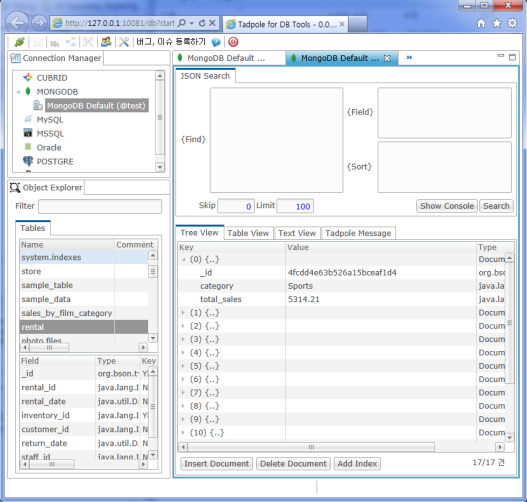 http://127.0.0.1:10081/db?start
Tadpole for DB Tools - 0.0....
버그, 이슈 등록하기
Connection Manager
CUBRID
MONGODB
MongoDB Default (@test)
MySQL
MSSQL
Oracle
POSTGRE
Object Explorer
Filter
Tables
Name Comment
system.indexes
store
sample_table
sample_data
sales_by_film_category
rental
photo files
Field Type Key
_id org.bson.t Y
rental_id java.lang.I N
rental_date java.util.D N
inventory_id java.lang.I Y
customer_id java.lang.I N
return_date java.util.D N
staff_id java.lang.I N
MongoDB Default ...
MongoDB Default ...
JSON Search
{Find}
{Field}
{Sort}
Skip 0 Limit 100
Show Console Search
Tree View Table View Text View Tadpole Message
Key Value Type
(0) {..} Docum
_id 4fcdd4e63b526a15bceaf1d4 org.bso
category Sports java.la
total_sales 5314.21 java.la
(1) {..} Docum
(2) {..} Docum
(3) {..} Docum
(4) {..} Docum
(5) {..} Docum
(6) {..} Docum
(7) {..} Docum
(8) {..} Docum
(9) {..} Docum
(10) {..} Docum
Insert Document Delete Document Add Index 17/17 건